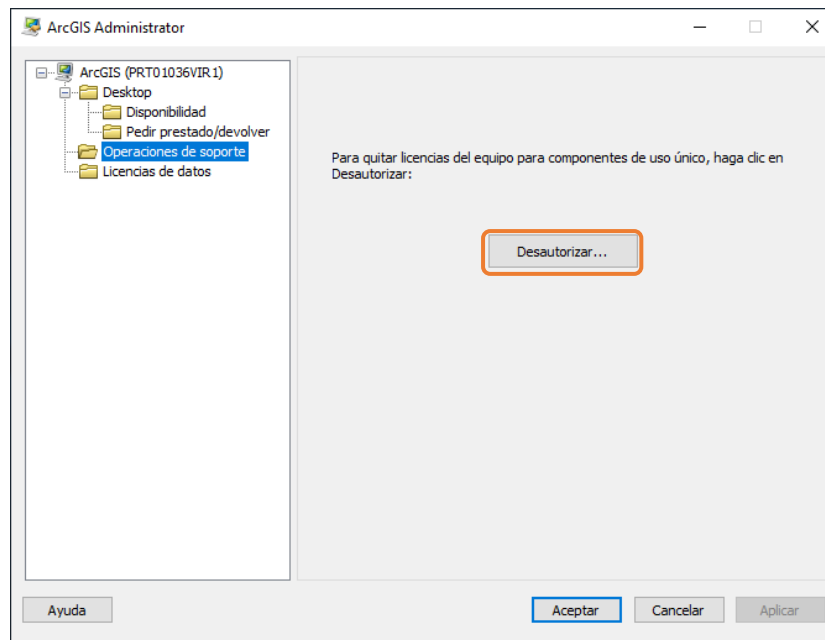 ArcGIS Administrator
ArcGIS (PRT01036VIR1)
Desktop
Disponibilidad
Pedir prestado/devolver
Operaciones de soporte
Licencias de datos
Para quitar licencias del equipo para componentes de uso único, haga clic en
Desautorizar:
Desautorizar...
Ayuda
Aceptar
Cancelar
Aplicar